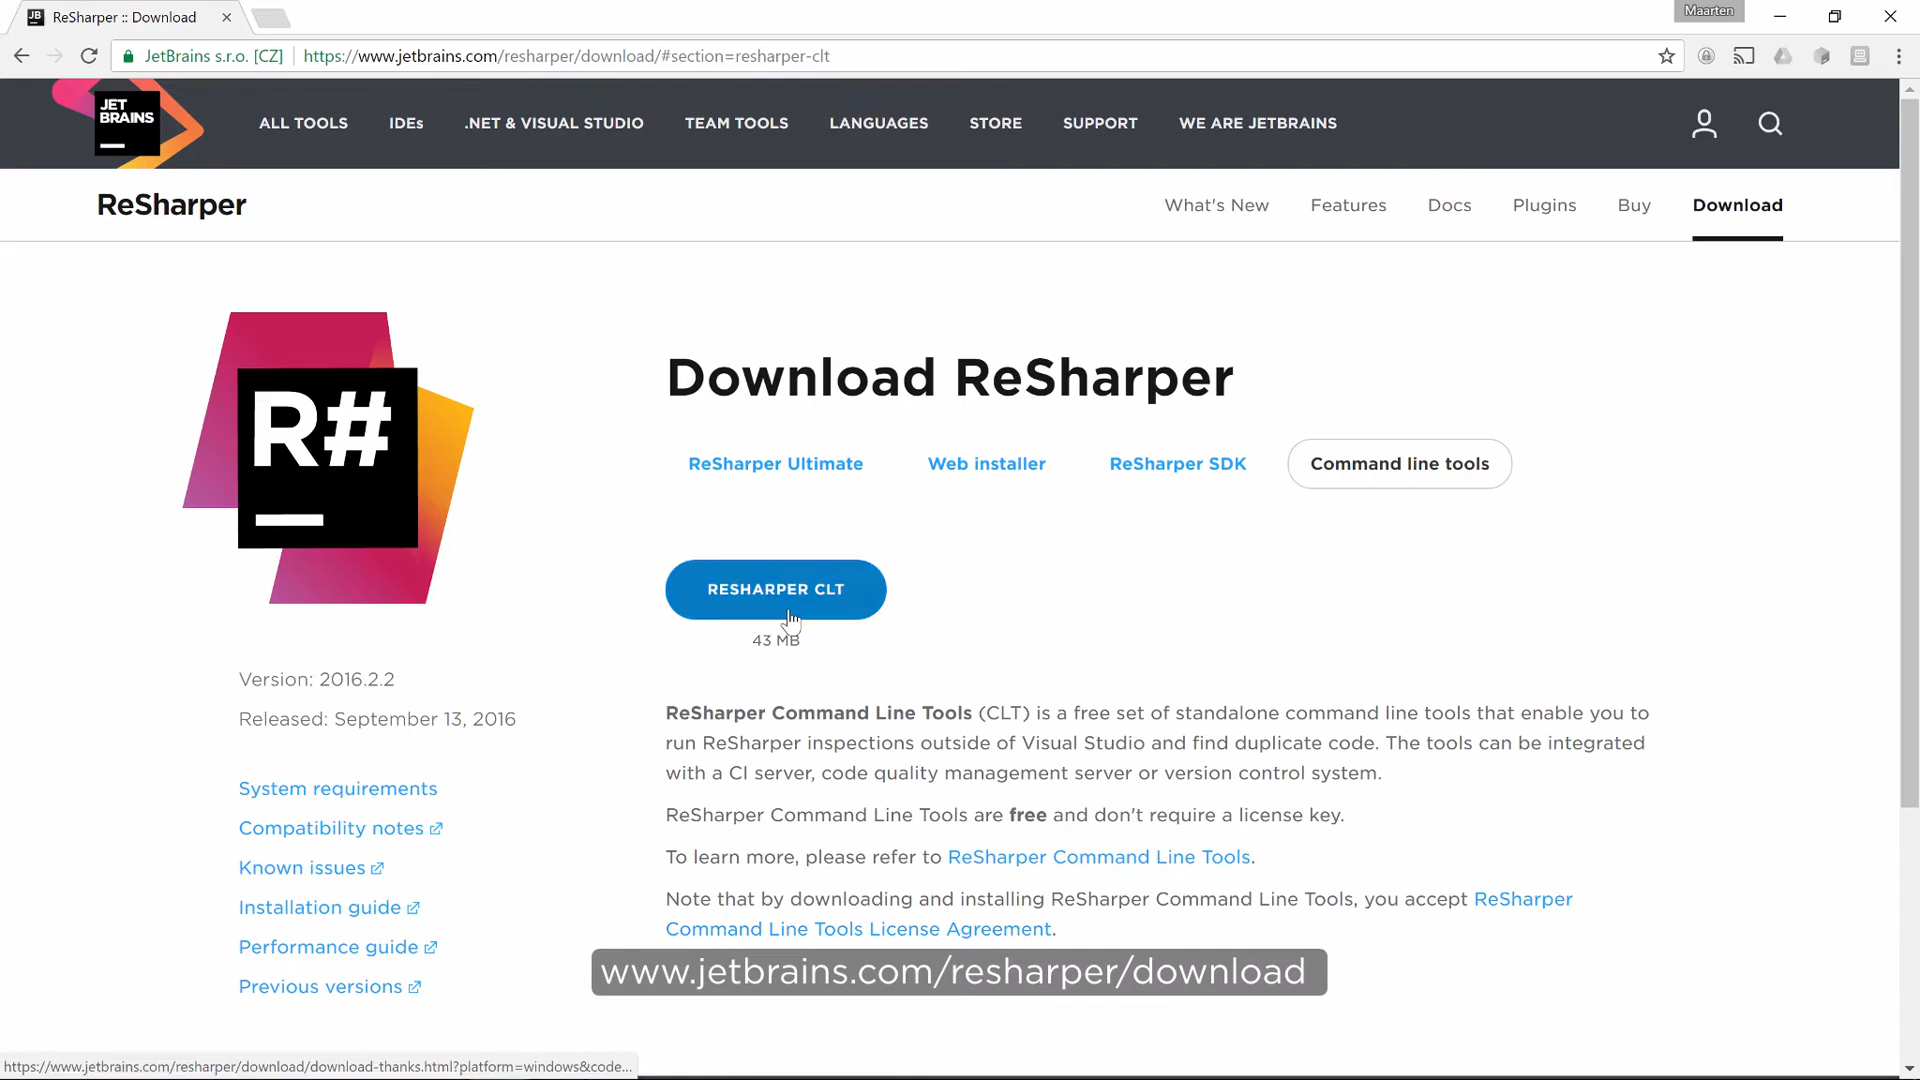 JB ReSharper :: Download
Maarten
JetBrains s.r.o. [CZ] https://www.jetbrains.com/resharper/download/#section=resharper-clt
JET
BRAINS
ALL TOOLS IDEs .NET & VISUAL STUDIO TEAM TOOLS LANGUAGES STORE SUPPORT WE ARE JETBRAINS
ReSharper
What's New Features Docs Plugins Buy Download
R#
Download ReSharper
ReSharper Ultimate Web installer ReSharper SDK Command line tools
RESHARPER CLT
43 MB
Version: 2016.2.2
Released: September 13, 2016
System requirements
Compatibility notes
Known issues
Installation guide
Performance guide
Previous versions
ReSharper Command Line Tools (CLT) is a free set of standalone command line tools that enable you to
run ReSharper inspections outside of Visual Studio and find duplicate code. The tools can be integrated
with a CI server, code quality management server or version control system.
ReSharper Command Line Tools are free and don't require a license key.
To learn more, please refer to ReSharper Command Line Tools.
Note that by downloading and installing ReSharper Command Line Tools, you accept ReSharper
Command Line Tools License Agreement.
www.jetbrains.com/resharper/download
https://www.jetbrains.com/resharper/download/download-thanks.html?platform=windows&code...